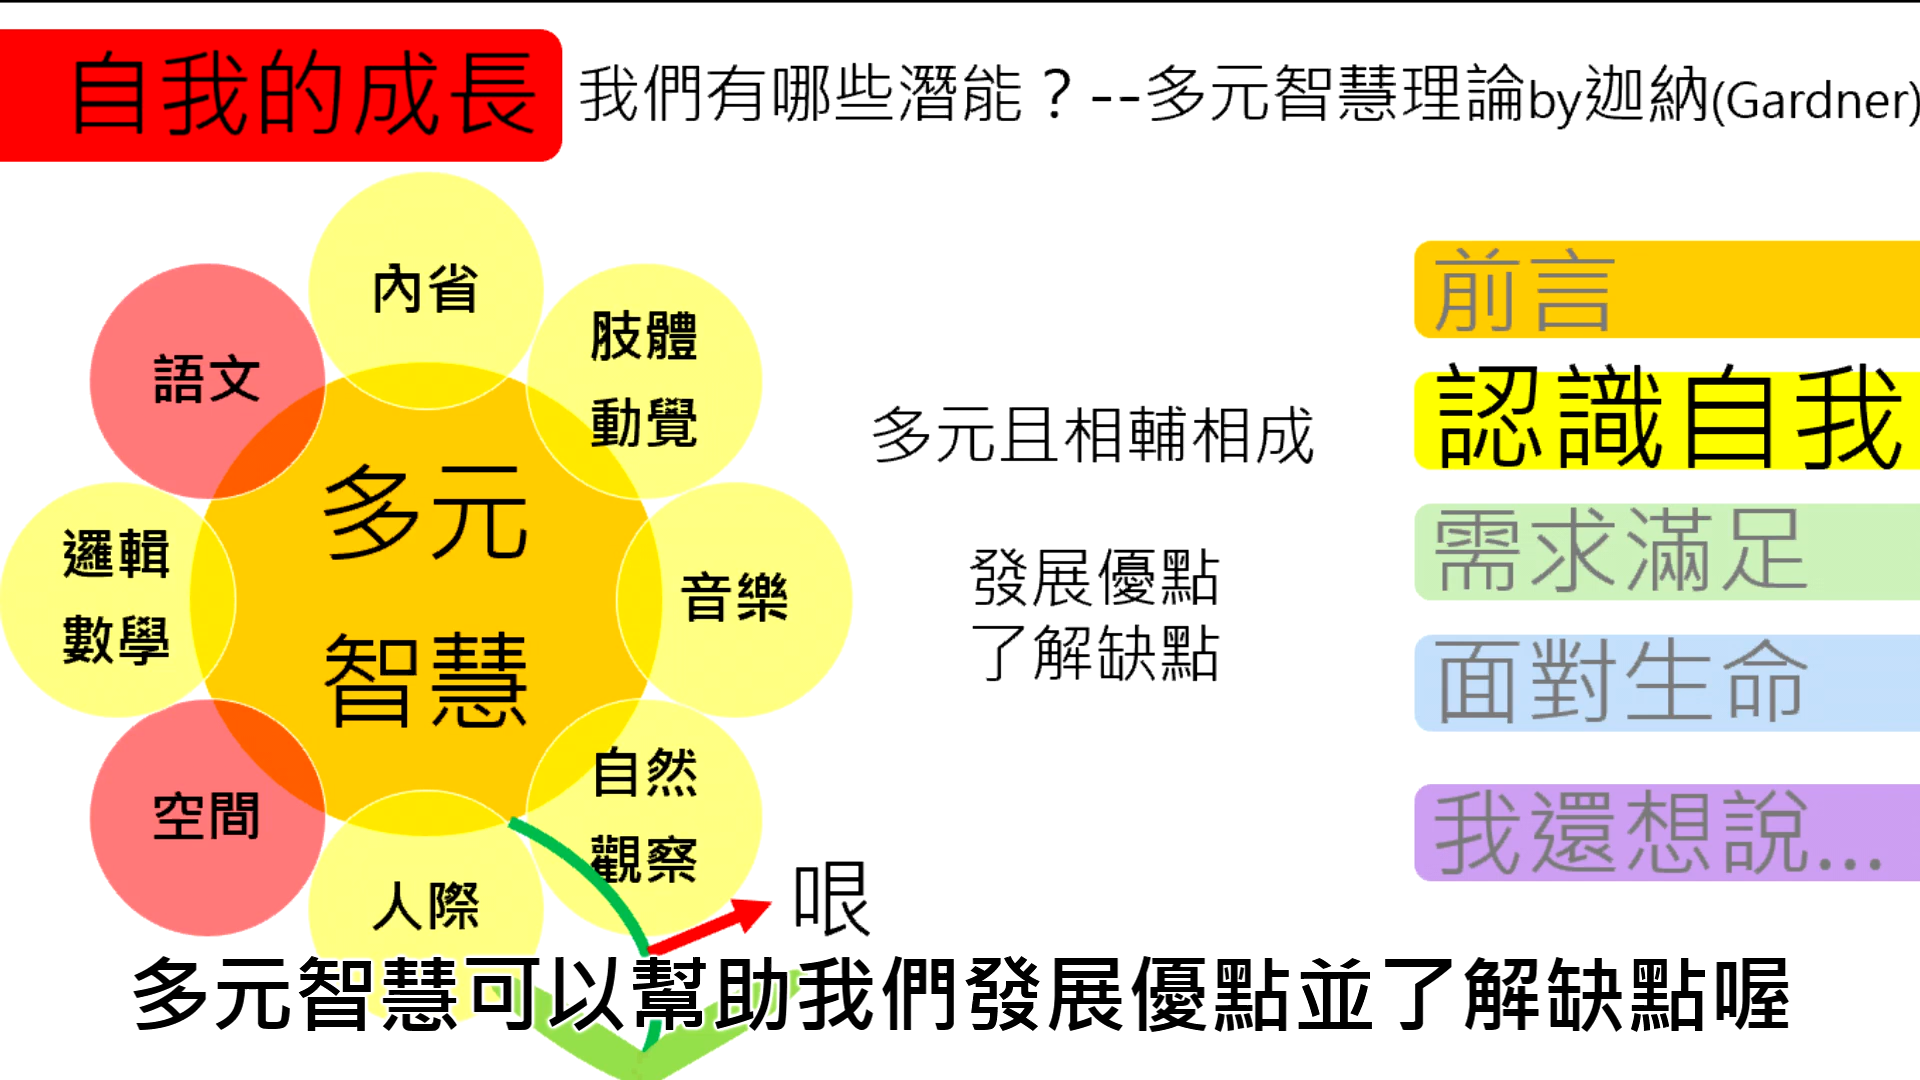 自我的成長
我們有哪些潛能？--多元智慧理論by迦納(Gardner)
內省
肢體
動覺
語文
多元
智慧
邏輯
數學
音樂
空間
自然
觀察
人際
哏
多元且相輔相成
發展優點
了解缺點
前言
認識自我
需求滿足
面對生命
我還想說...
多元智慧可以幫助我們發展優點並了解缺點喔